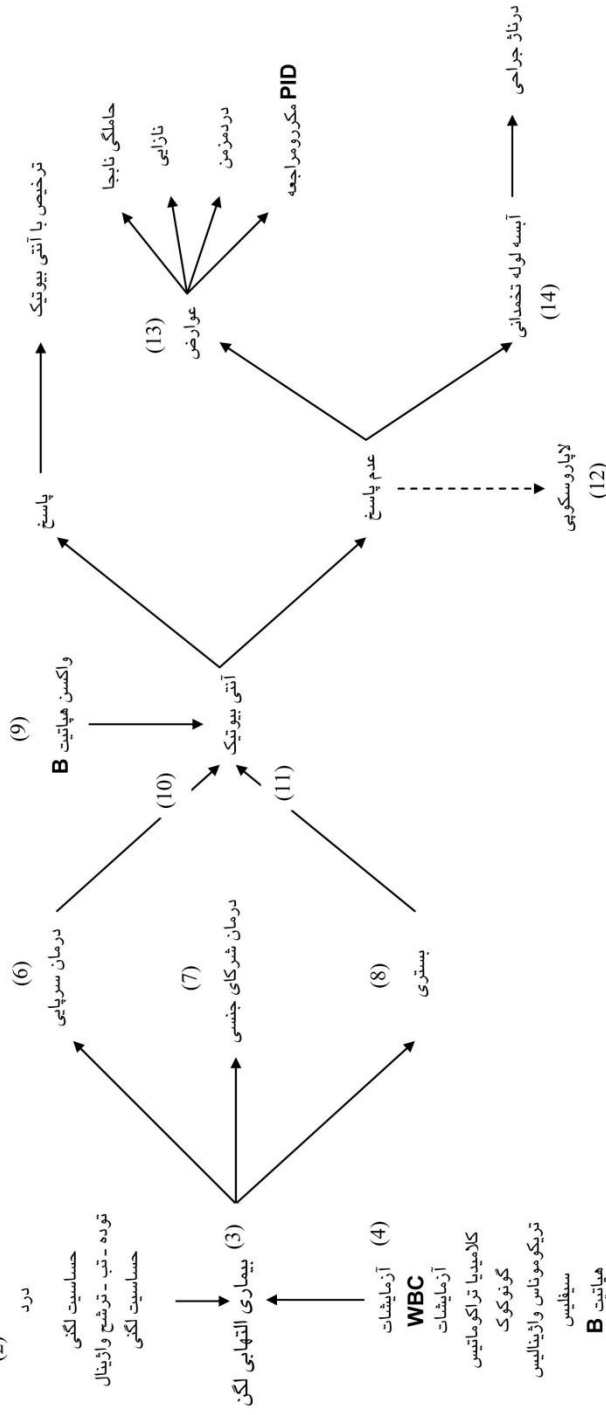 (2)
درد
حساسیت لگنی
توده - تب - ترشح واژینال
حساسیت لگنی
بیماری التهابی لگن
(3)
(4)
آزمایشات
WBC
آزمایشات
کلامیدیا تراکوماتیس
گونوکوک
تریکوموناس واژینالیس
سیفلیس
هپاتیت B
(6)
درمان سرپایی
(7)
درمان شرکای جنسی
(8)
بستری
(9)
واکسن هپاتیت
B
(10)
(11)
آنتی بیوتیک
پاسخ
ترخیص با آنتی بیوتیک
عدم پاسخ
لاپاروسکوپی
(12)
(13)
عوارض
حاملگی نابجا
نازایی
دردمزمن
PID مکررومراجعه
آبسه لوله تخمدانی
(14)
درناژ جراحی